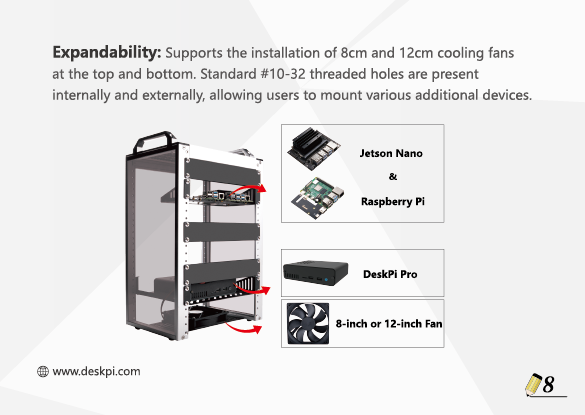 Expandability: Supports the installation of 8cm and 12cm cooling fans
at the top and bottom. Standard #10-32 threaded holes are present
internally and externally, allowing users to mount various additional devices.
Jetson Nano
&
Raspberry Pi
DeskPi Pro
8-inch or 12-inch Fan
www.deskpi.com
8